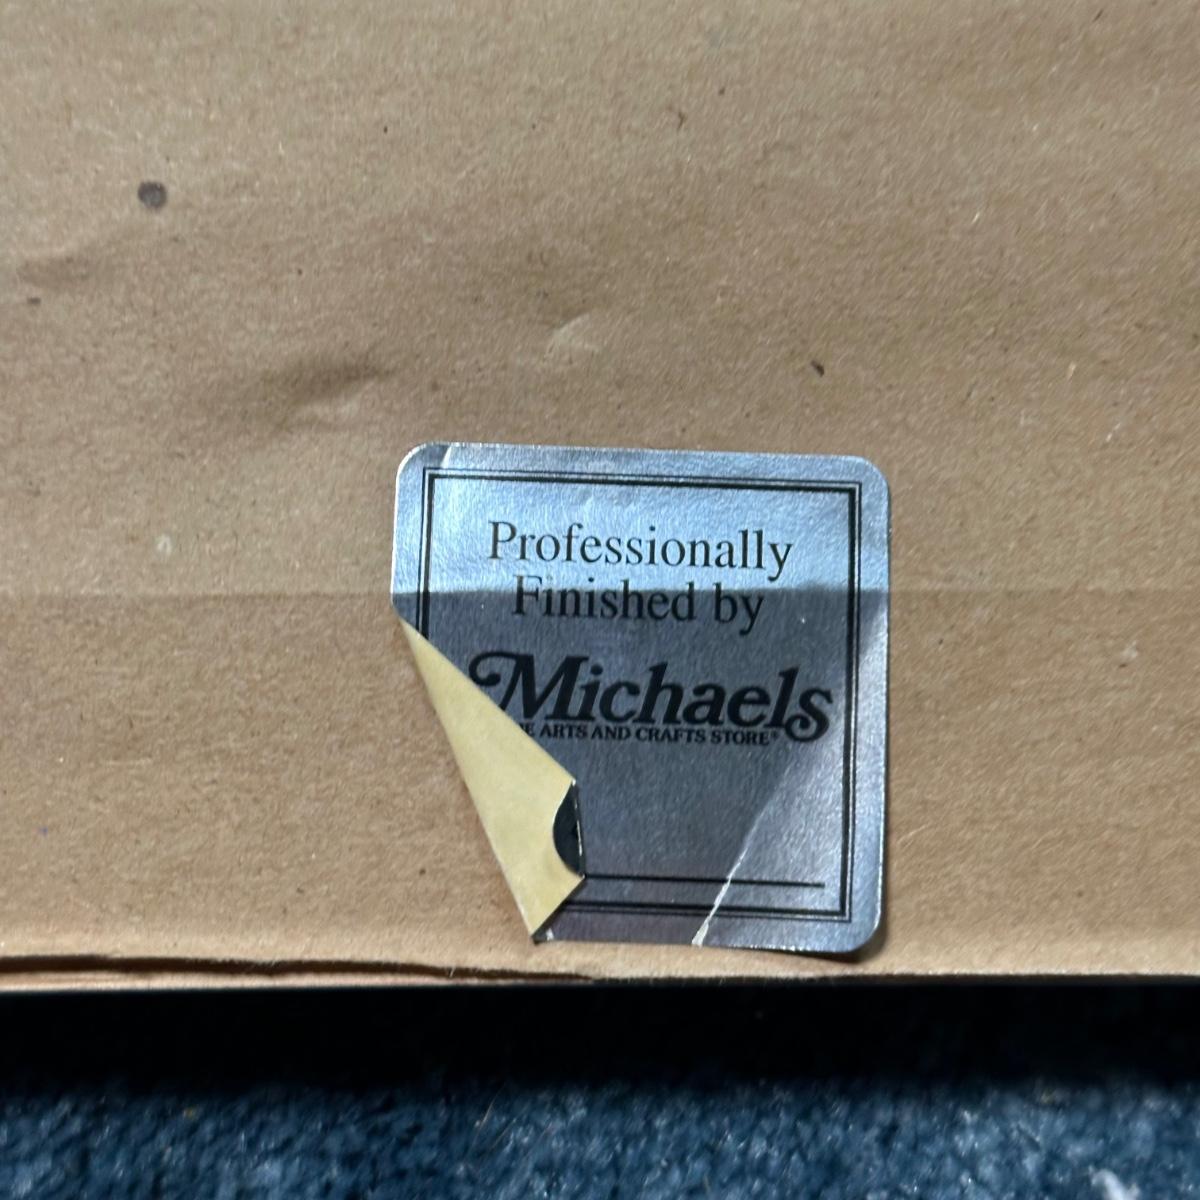 Professionally
Finished by
Michaels
E ARTS AND CRAFTS STORE®